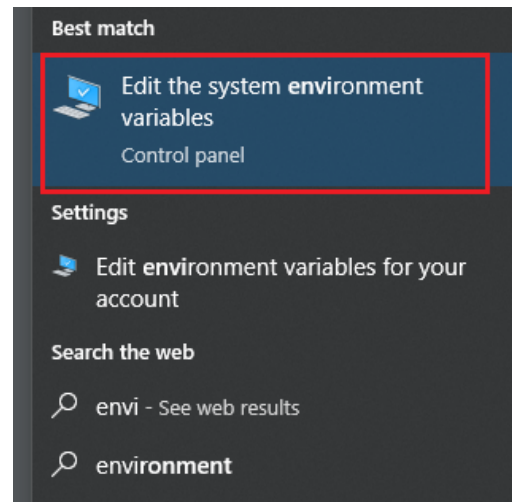 Best match
Edit the system environment
variables
Control panel
Settings
Edit environment variables for your
account
Search the web
envi - See web results
environment